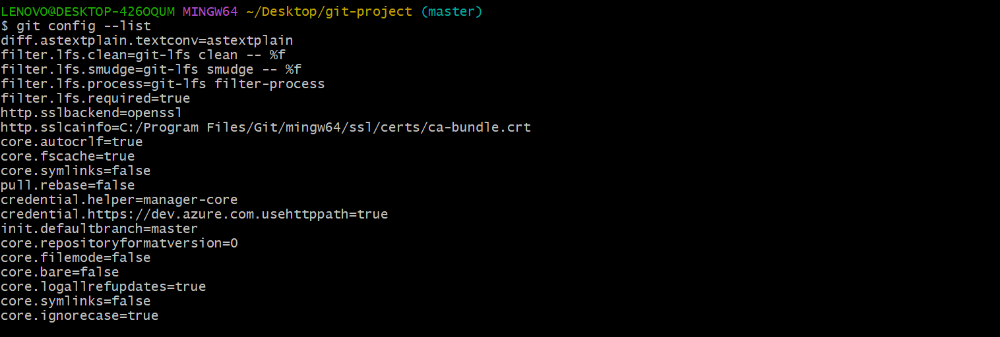 LENOVO@DESKTOP-426OQUM MINGW64 ~/Desktop/git-project (master)
$ git config --list
diff.astextplain.textconv=astextplain
filter.lfs.clean=git-lfs clean -- %f
filter.lfs.smudge=git-lfs smudge -- %f
filter.lfs.process=git-lfs filter-process
filter.lfs.required=true
http.sslbackend=openssl
http.sslcainfo=C:/Program Files/Git/mingw64/ssl/certs/ca-bundle.crt
core.autocrlf=true
core.fscache=true
core.symlinks=false
pull.rebase=false
credential.helper=manager-core
credential.https://dev.azure.com.usehttppath=true
init.defaultbranch=master
core.repositoryformatversion=0
core.filemode=false
core.bare=false
core.logallrefupdates=true
core.symlinks=false
core.ignorecase=true